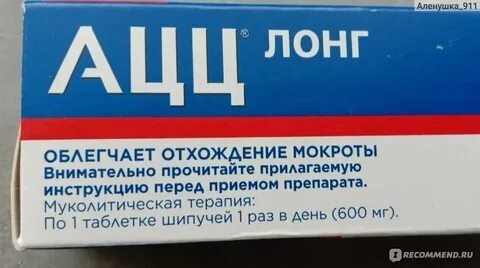 Аленушка_911
АЦЦ® ЛОНГ
ОБЛЕГЧАЕТ ОТХОЖДЕНИЕ МОКРОТЫ
Внимательно прочитайте прилагаемую
инструкцию перед приемом препарата.
Муколитическая терапия:
По 1 таблетке шипучей 1 раз в день (600 мг).
RECOMMEND.RU